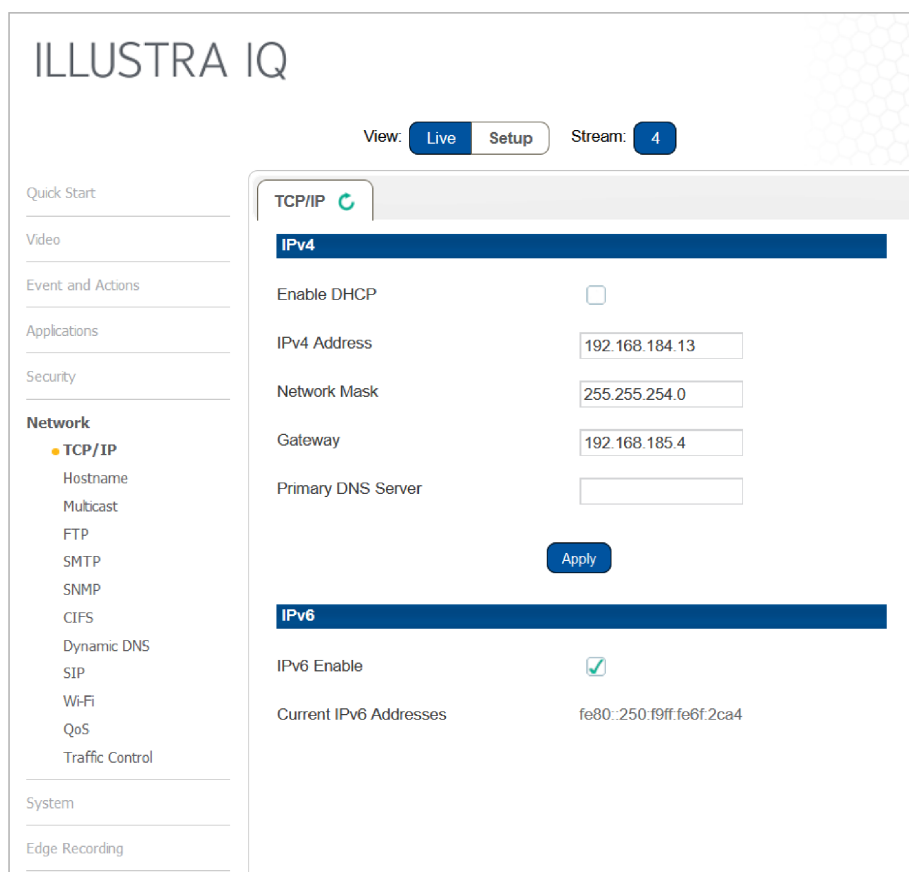 ILLUSTRA IQ
View: Live Setup Stream: 4
Quick Start
Video
Event and Actions
Applications
Security
Network
TCP/IP
Hostname
Multicast
FTP
SMTP
SNMP
CIFS
Dynamic DNS
SIP
Wi-Fi
QoS
Traffic Control
System
Edge Recording
TCP/IP
IPv4
Enable DHCP
IPv4 Address 192.168.184.13
Network Mask 255.255.254.0
Gateway 192.168.185.4
Primary DNS Server
Apply
IPv6
IPv6 Enable
Current IPv6 Addresses fe80::250:f9ff:fe6f:2ca4